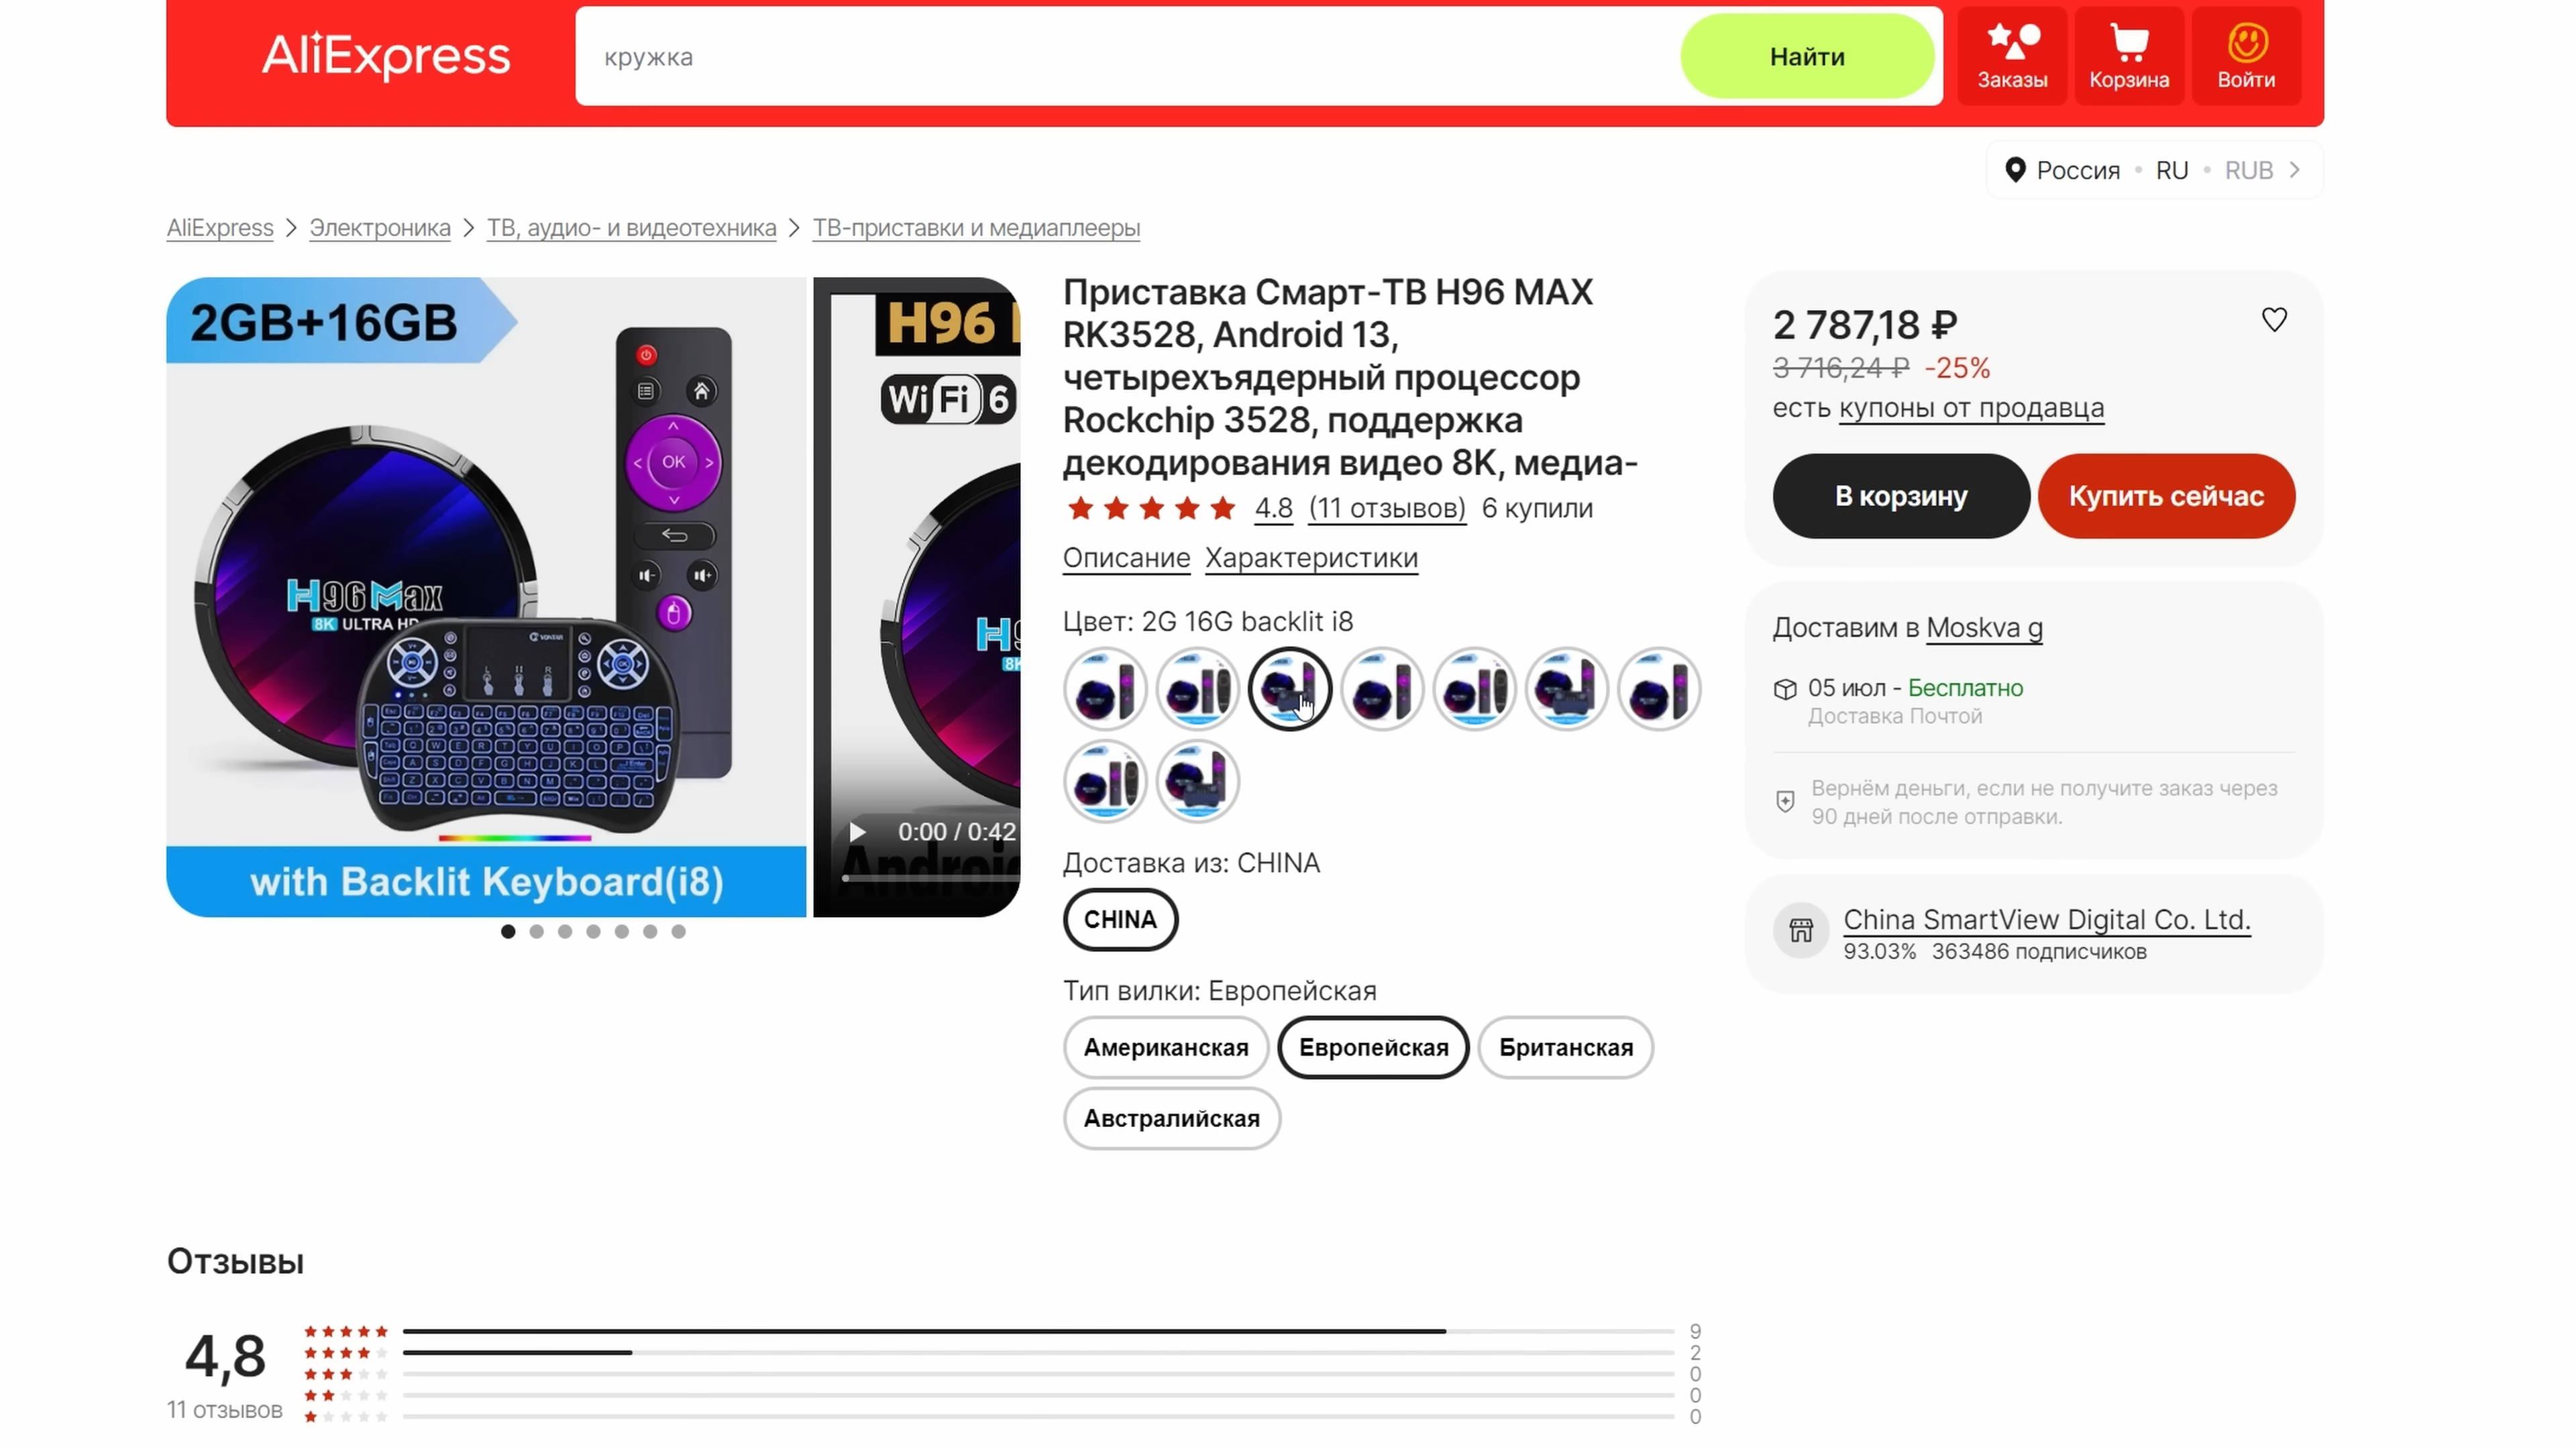 AliExpress
кружка
Найти
Заказы
Корзина
Войти
Россия • RU • RUB
AliExpress > Электроника > ТВ, аудио- и видеотехника > ТВ-приставки и медиаплееры
2GB+16GB
OK
H96 Max
8K ULTRA HD
VONTAR
with Backlit Keyboard(i8)
H96
WiFi 6
0:00 / 0:42
Android
Приставка Смарт-ТВ H96 MAX
RK3528, Android 13,
четырехъядерный процессор
Rockchip 3528, поддержка
декодирования видео 8K, медиа-
4.8 (11 отзывов) 6 купили
Описание Характеристики
Цвет: 2G 16G backlit i8
Доставка из: CHINA
CHINA
Тип вилки: Европейская
Американская
Европейская
Британская
Австралийская
2 787,18 ₽
3 716,24 ₽ -25%
есть купоны от продавца
В корзину
Купить сейчас
Доставим в Moskva g
05 июл - Бесплатно
Доставка Почтой
Вернём деньги, если не получите заказ через
90 дней после отправки.
China SmartView Digital Co. Ltd.
93.03% 363486 подписчиков
Отзывы
4,8
11 отзывов
9
2
0
0
0